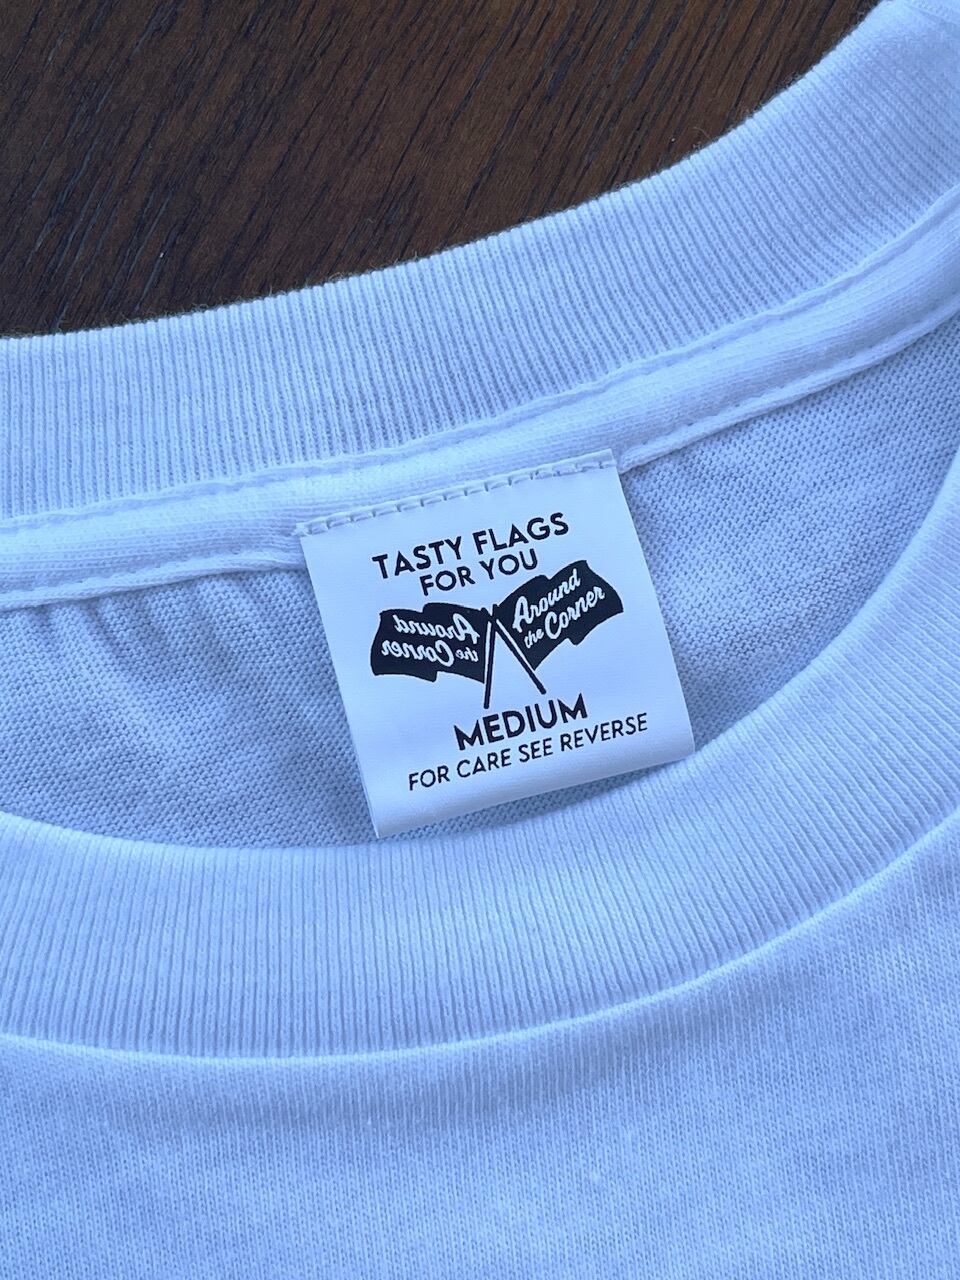 TASTY FLAGS
FOR YOU
Around
the Corner
Around
the Corner
MEDIUM
FOR CARE SEE REVERSE